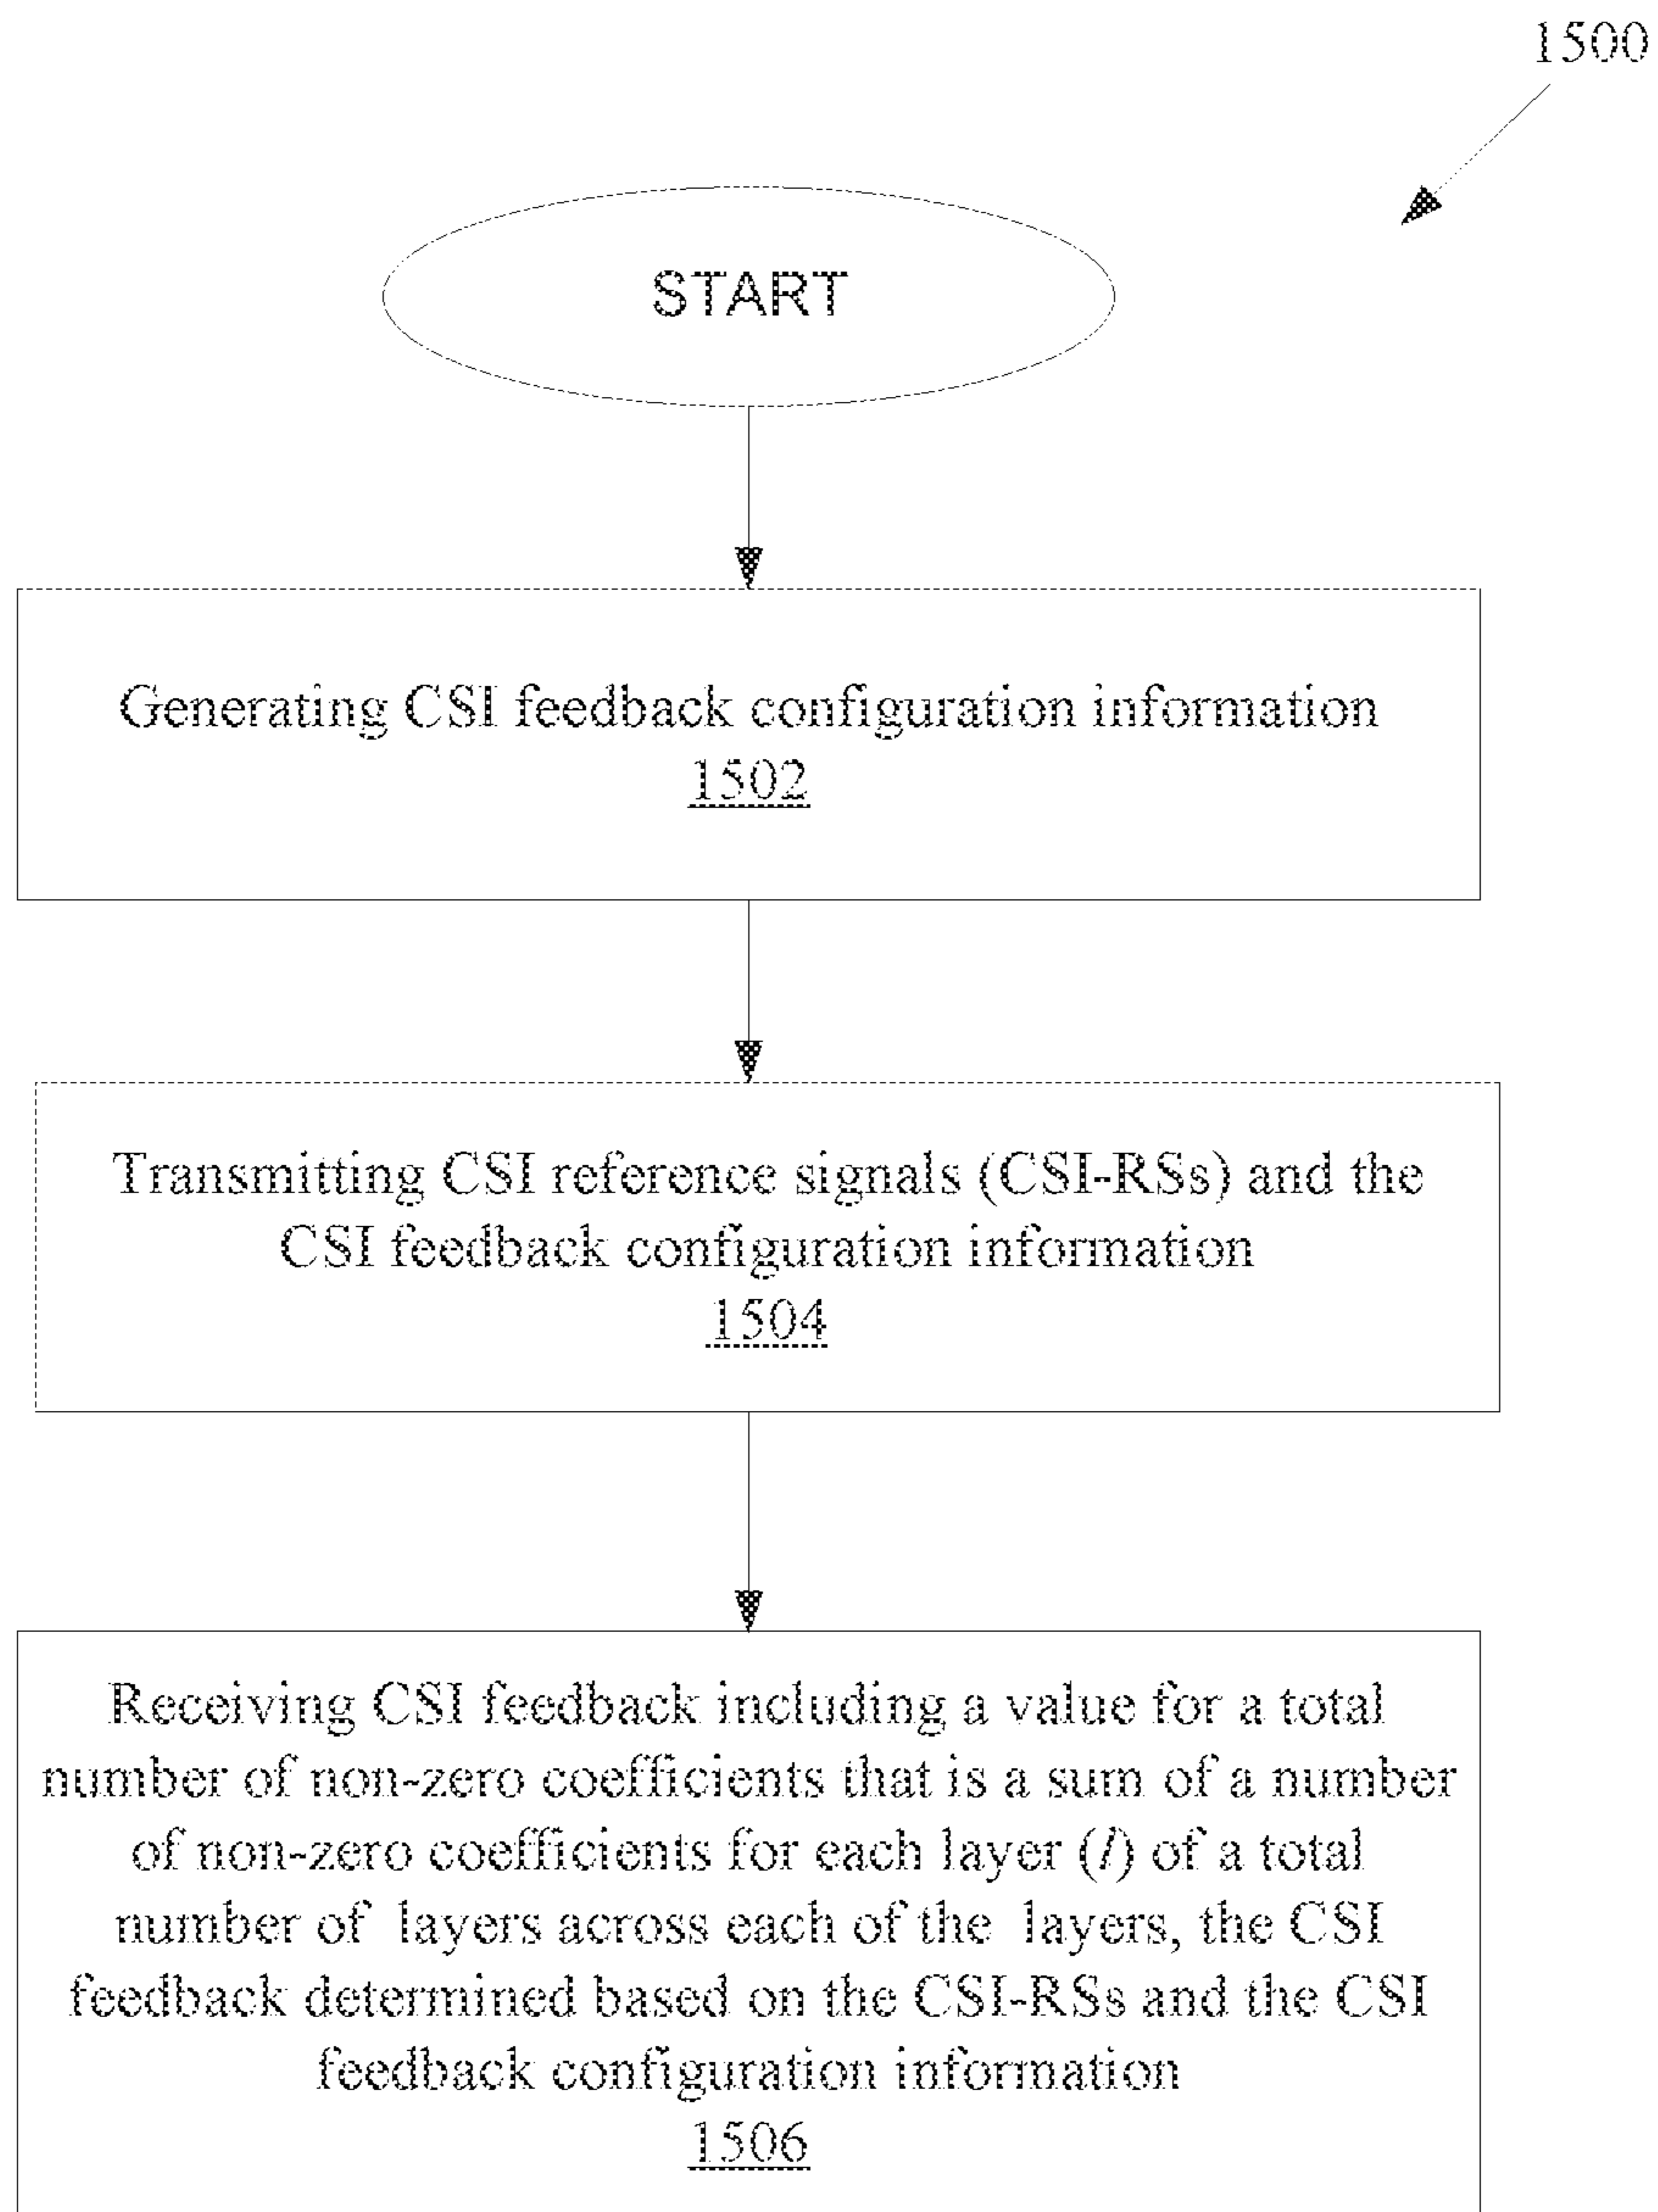 1500
START
Generating CSI feedback configuration information
1502
Transmitting CSI reference signals (CSI-RSs) and the
CSI feedback configuration information
1504
Receiving CSI feedback including a value for a total
number of non-zero coefficients that is a sum of a number
of non-zero coefficients for each layer (l) of a total
number of layers across each of the layers, the CSI
feedback determined based on the CSI-RSs and the CSI
feedback configuration information
1506